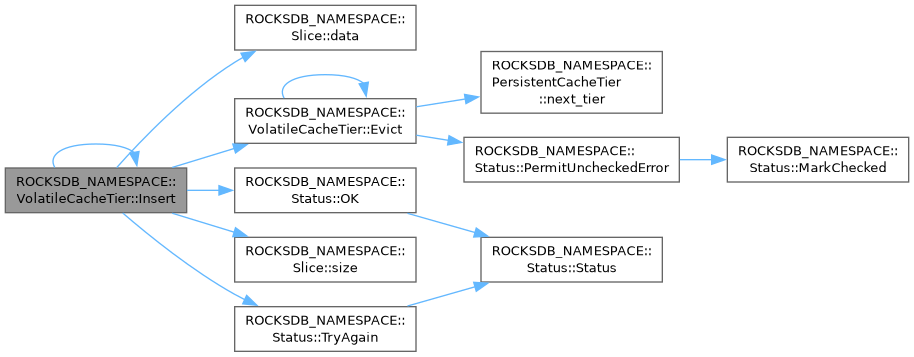 ROCKSDB_NAMESPACE::
VolatileCacheTier::Insert
ROCKSDB_NAMESPACE::
Slice::data
ROCKSDB_NAMESPACE::
VolatileCacheTier::Evict
ROCKSDB_NAMESPACE::
PersistentCacheTier
::next_tier
ROCKSDB_NAMESPACE::
Status::PermitUncheckedError
ROCKSDB_NAMESPACE::
Status::MarkChecked
ROCKSDB_NAMESPACE::
Status::OK
ROCKSDB_NAMESPACE::
Status::Status
ROCKSDB_NAMESPACE::
Slice::size
ROCKSDB_NAMESPACE::
Status::TryAgain